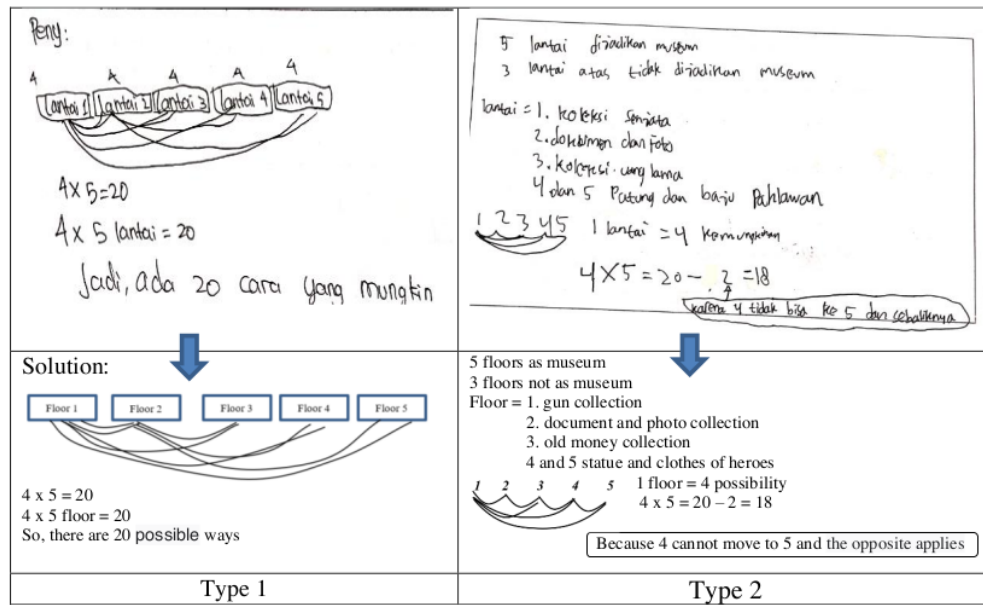 Peny:
4 4 4 4 4
Lantai 1 Lantai 2 Lantai 3 Lantai 4 Lantai 5
4 x 5 = 20
4 x 5 lantai = 20
Jadi, ada 20 cara yang mungkin
5 lantai dijadikan museum
3 lantai atas tidak dijadikan museum
lantai = 1. koleksi senjata
2. dokumen dan foto
3. koleksi uang lama
4 dan 5 Patung dan baju Pahlawan
1 2 3 4 5 1 lantai = 4 kemungkinan
4 x 5 = 20 - 2 = 18
karena 4 tidak bisa ke 5 dan sebaliknya
Solution:
Floor 1 Floor 2 Floor 3 Floor 4 Floor 5
4 x 5 = 20
4 x 5 floor = 20
So, there are 20 possible ways
5 floors as museum
3 floors not as museum
Floor = 1. gun collection
2. document and photo collection
3. old money collection
4 and 5 statue and clothes of heroes
1 2 3 4 5 1 floor = 4 possibility
4 x 5 = 20 – 2 = 18
Because 4 cannot move to 5 and the opposite applies
Type 1
Type 2